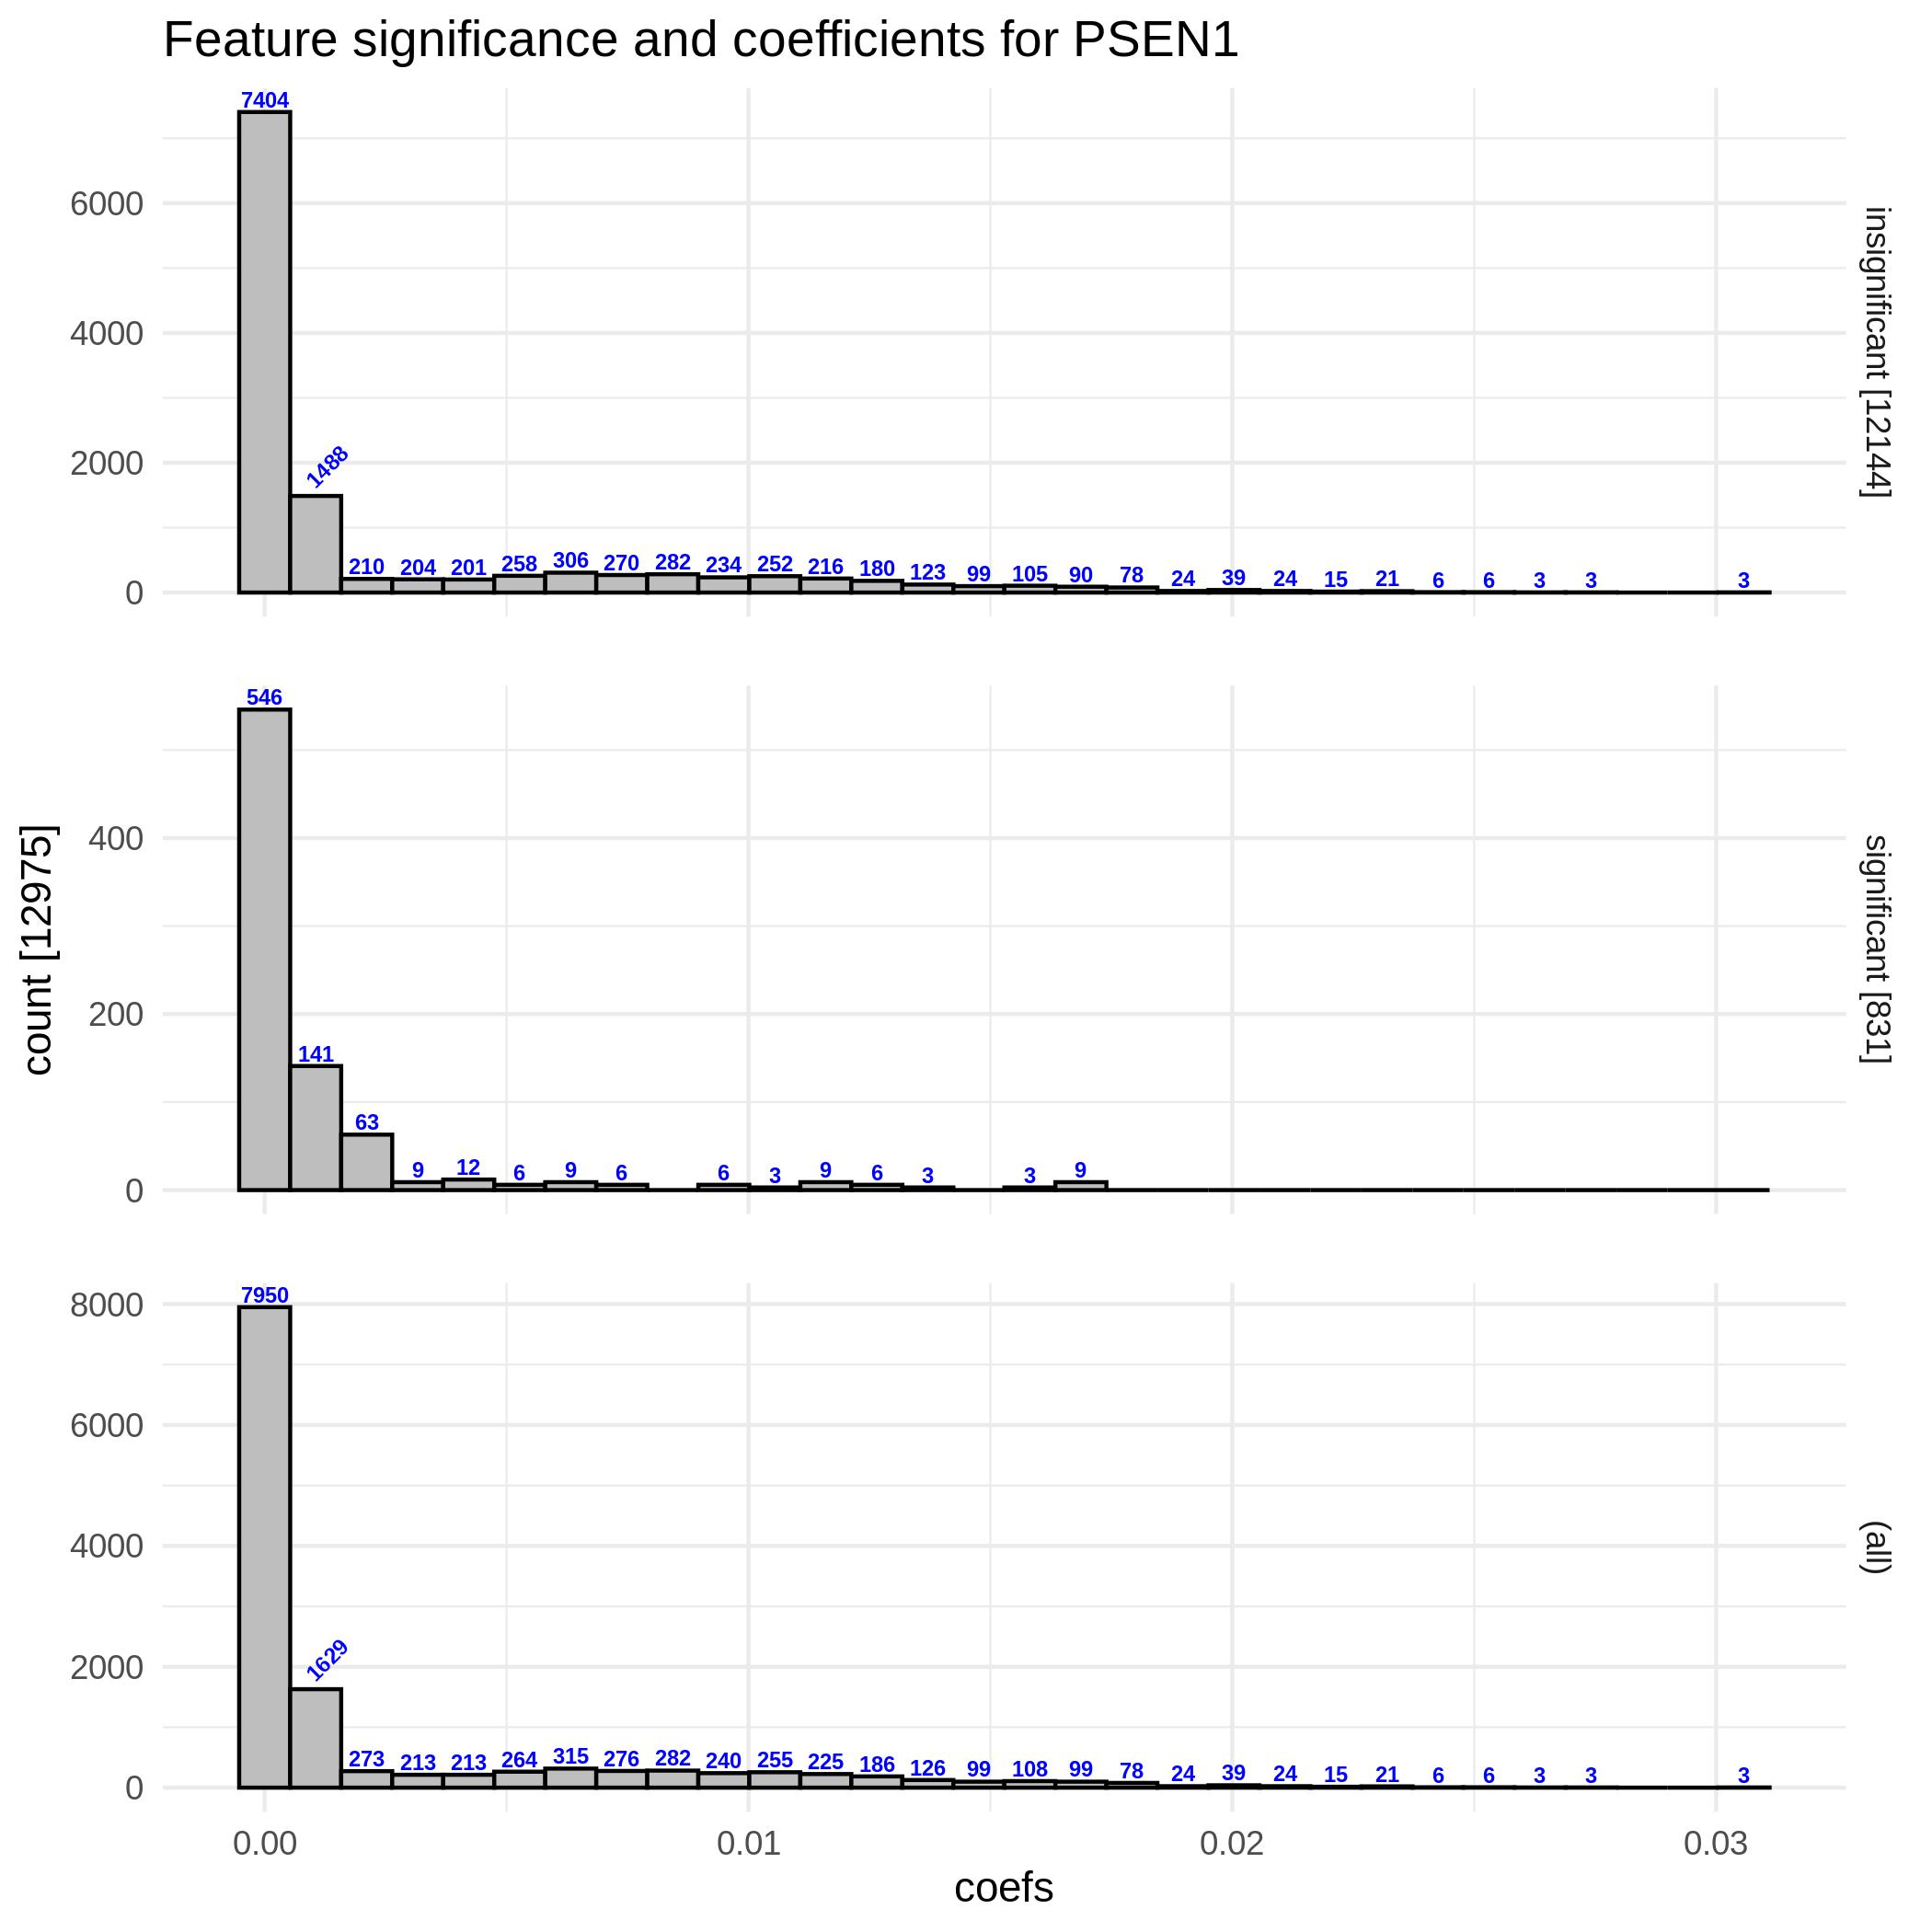 Feature significance and coefficients for PSEN1
7404
6000
4000
2000
0
1488
210 204 201 258 306 270 282 234 252 216 180 123 99 105 90 78 24 39 24 15 21 6 6 3 3 3
insignificant [12144]
count [12975]
546
400
200
0
141
63
9 12 6 9 6 6 3 9 6 3 3 9
significant [831]
7950
8000
6000
4000
2000
0
1629
273 213 213 264 315 276 282 240 255 225 186 126 99 108 99 78 24 39 24 15 21 6 6 3 3 3
(all)
0.00 0.01 0.02 0.03
coefs